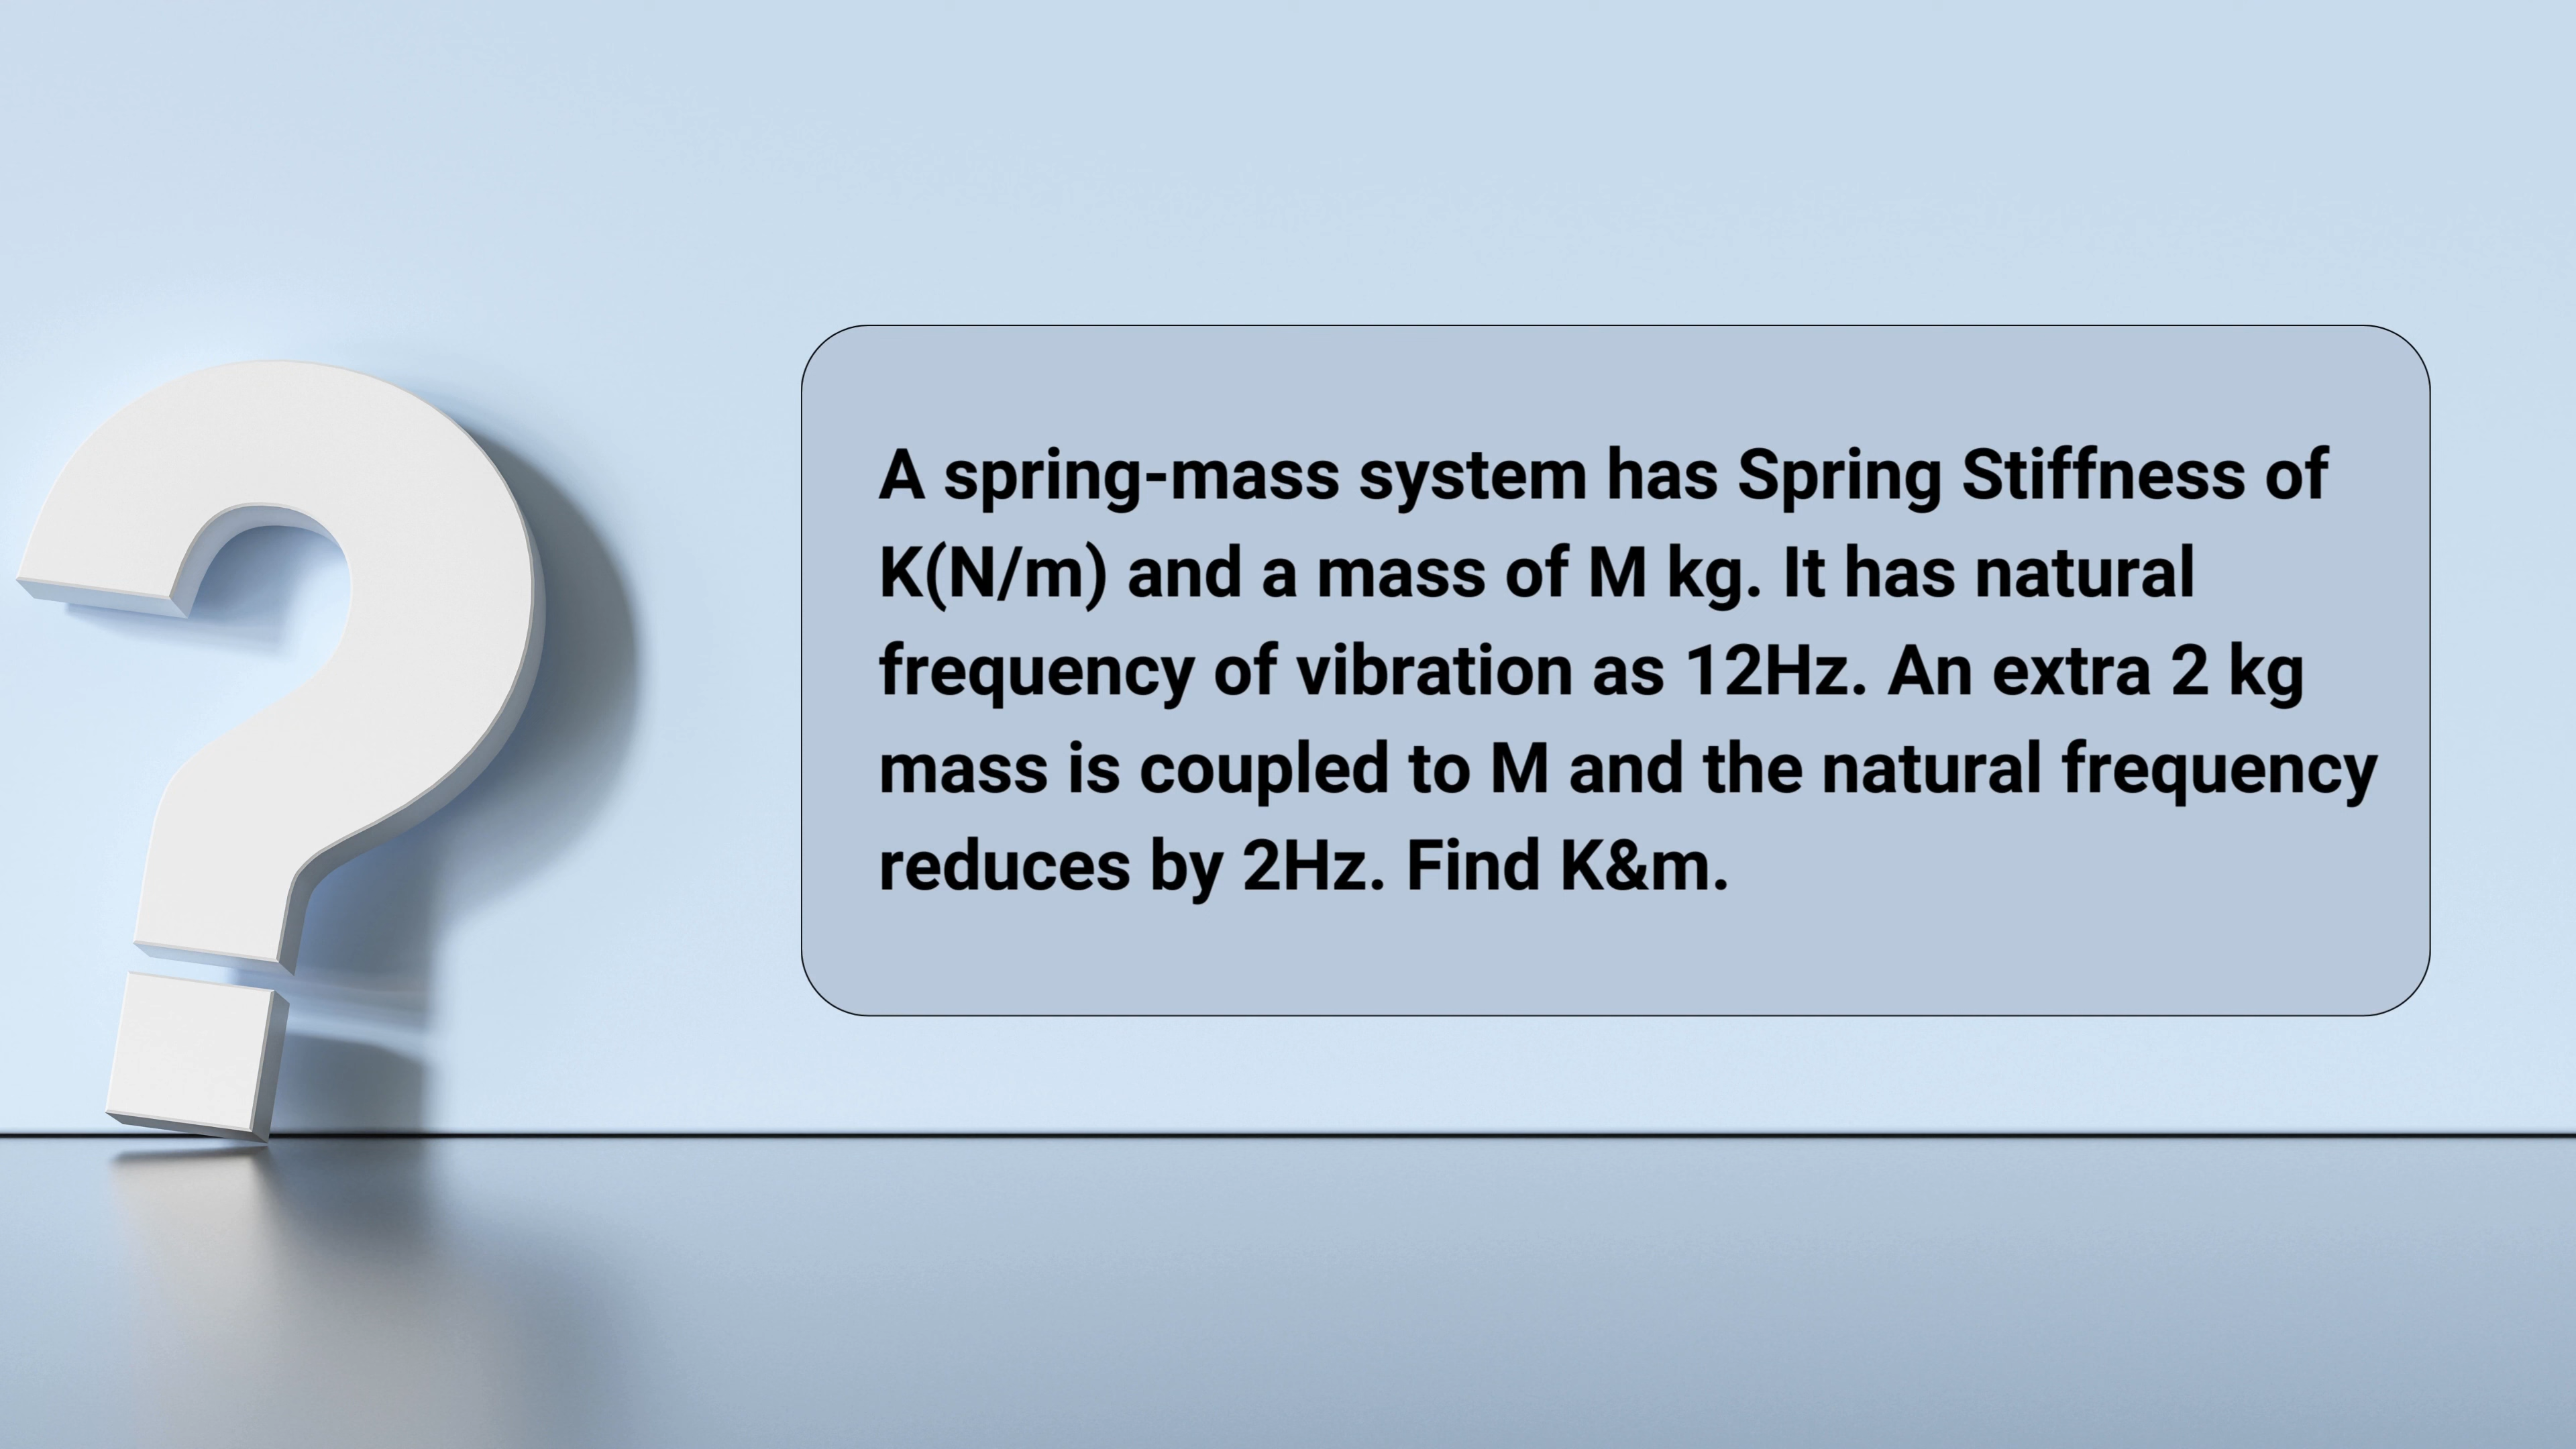 A spring-mass system has Spring Stiffness of
K(N/m) and a mass of M kg. It has natural
frequency of vibration as 12Hz. An extra 2 kg
mass is coupled to M and the natural frequency
reduces by 2Hz. Find K&m.